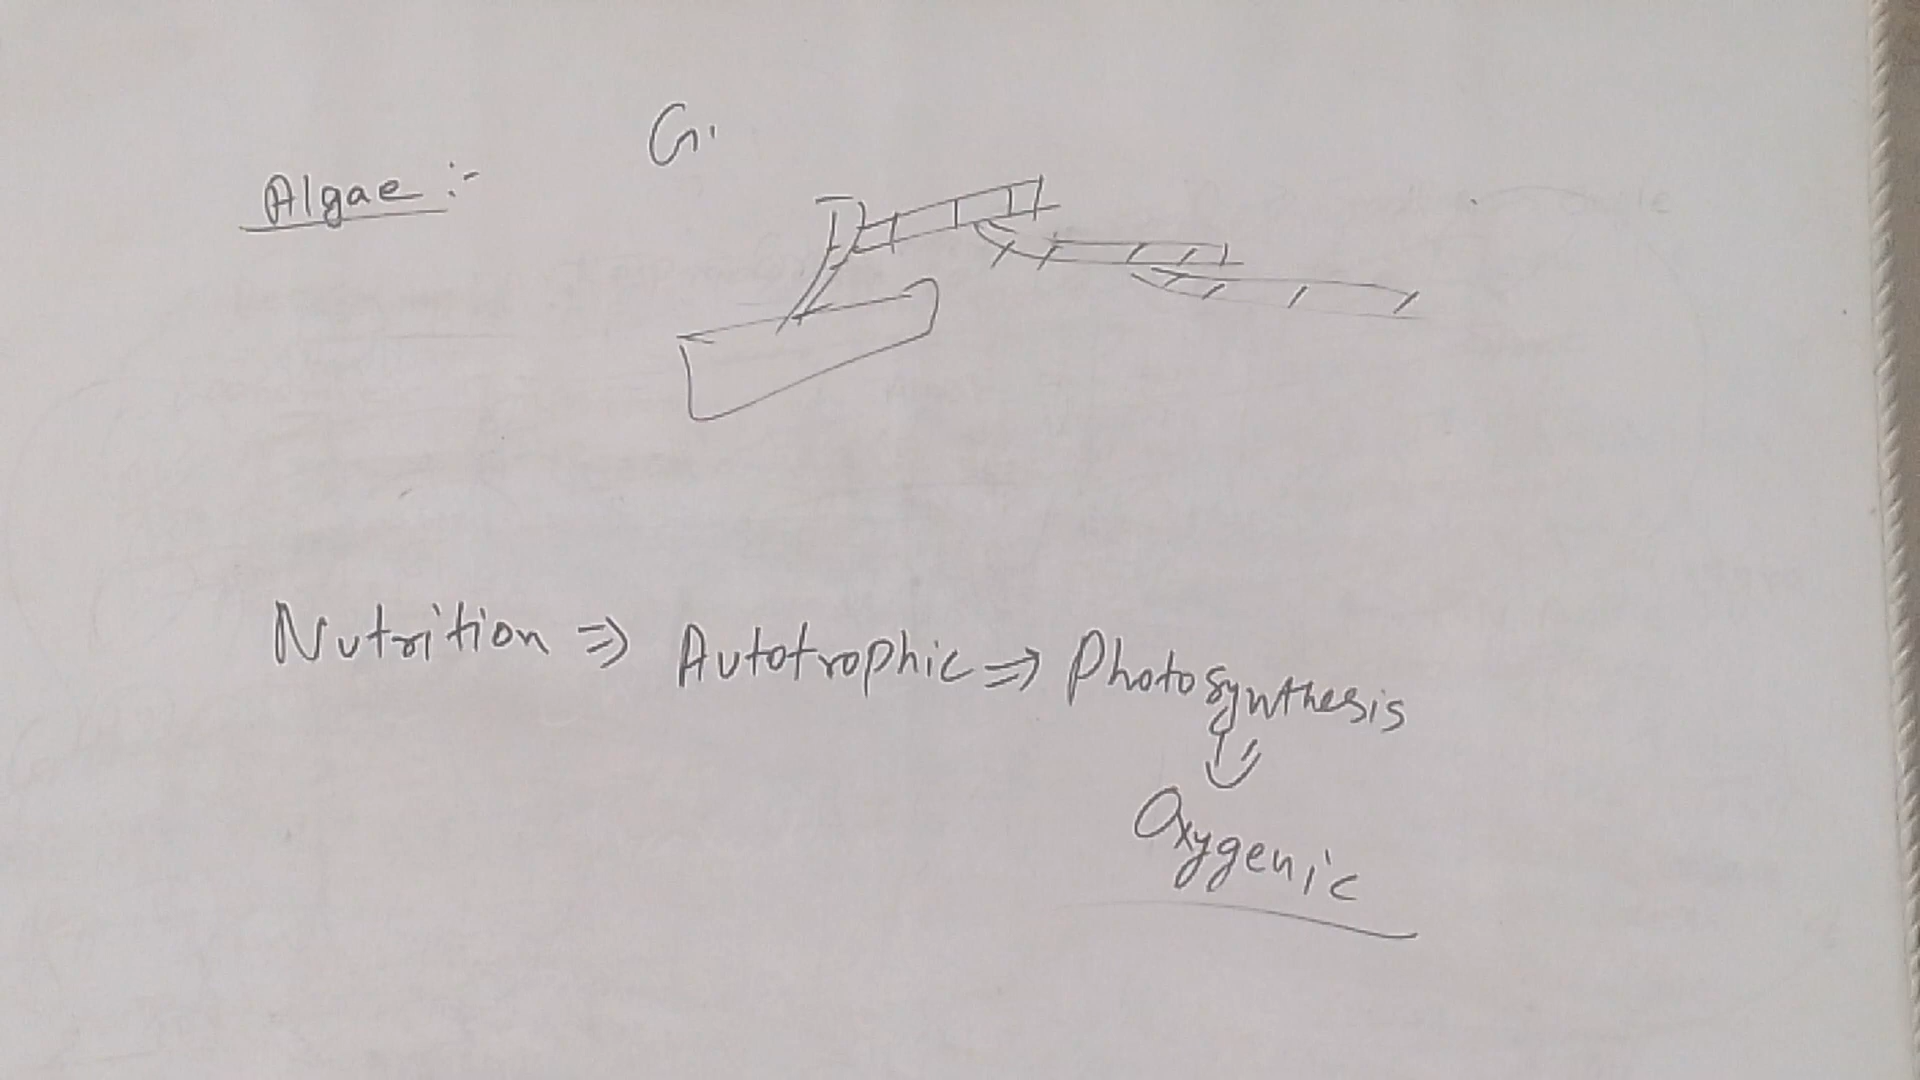 G.
Algae :-
Nutrition ⇒ Autotrophic ⇒ Photosynthesis
Oxygenic